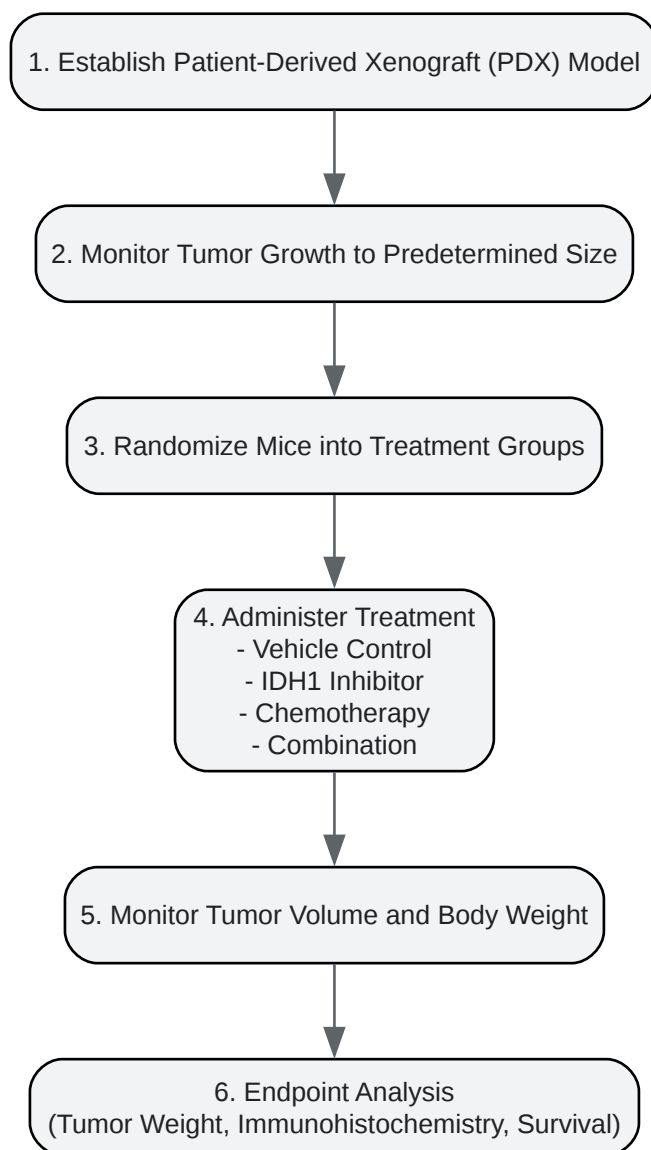 1. Establish Patient-Derived Xenograft (PDX) Model
2. Monitor Tumor Growth to Predetermined Size
3. Randomize Mice into Treatment Groups
4. Administer Treatment
- Vehicle Control
- IDH1 Inhibitor
- Chemotherapy
- Combination
5. Monitor Tumor Volume and Body Weight
6. Endpoint Analysis
(Tumor Weight, Immunohistochemistry, Survival)